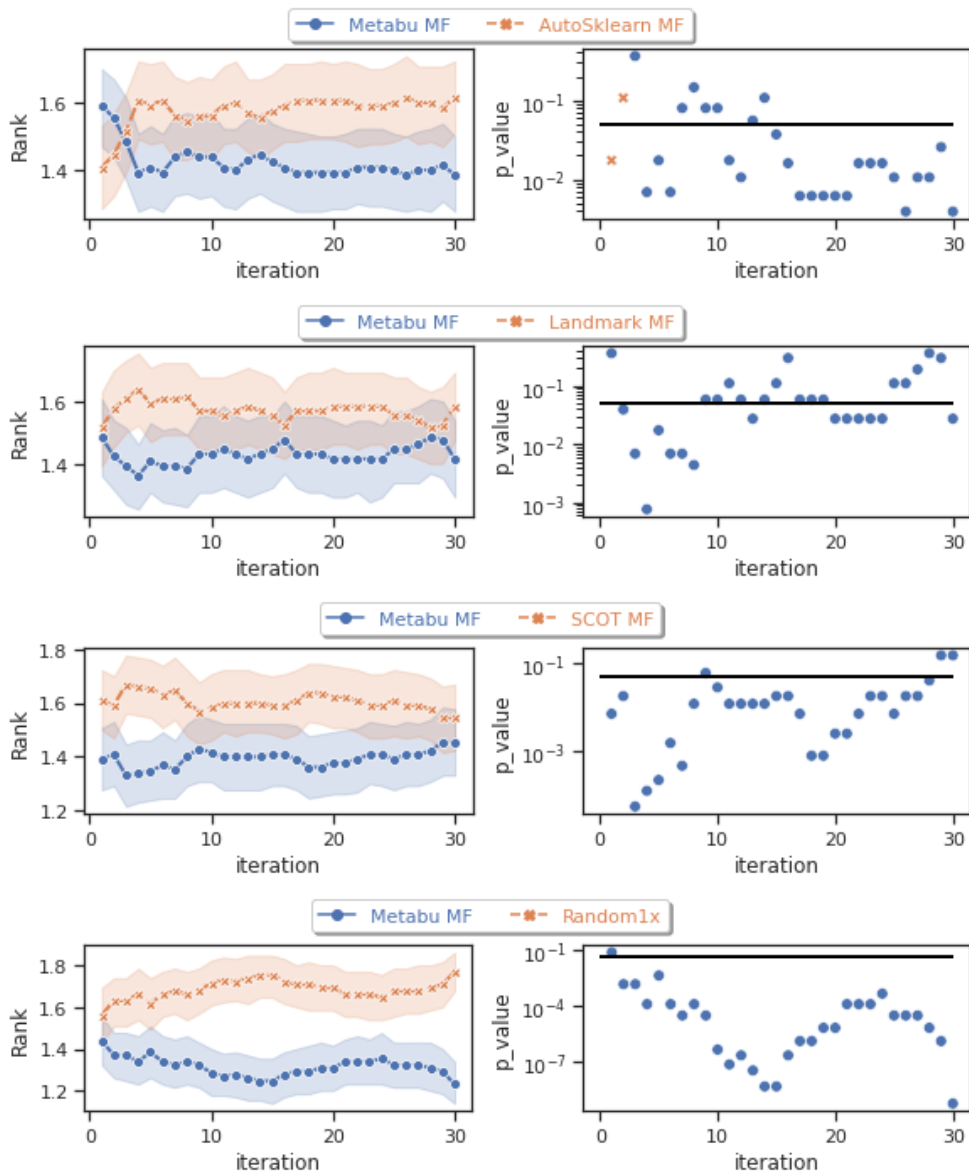 Metabu MF AutoSklearn MF
Rank
1.6
1.4
0 10 20 30
iteration
p_value
10⁻¹
10⁻²
0 10 20 30
iteration
Metabu MF Landmark MF
Rank
1.6
1.4
0 10 20 30
iteration
p_value
10⁻¹
10⁻²
10⁻³
0 10 20 30
iteration
Metabu MF SCOT MF
Rank
1.8
1.6
1.4
1.2
0 10 20 30
iteration
p_value
10⁻¹
10⁻³
0 10 20 30
iteration
Metabu MF Random1x
Rank
1.8
1.6
1.4
1.2
0 10 20 30
iteration
p_value
10⁻¹
10⁻⁴
10⁻⁷
0 10 20 30
iteration